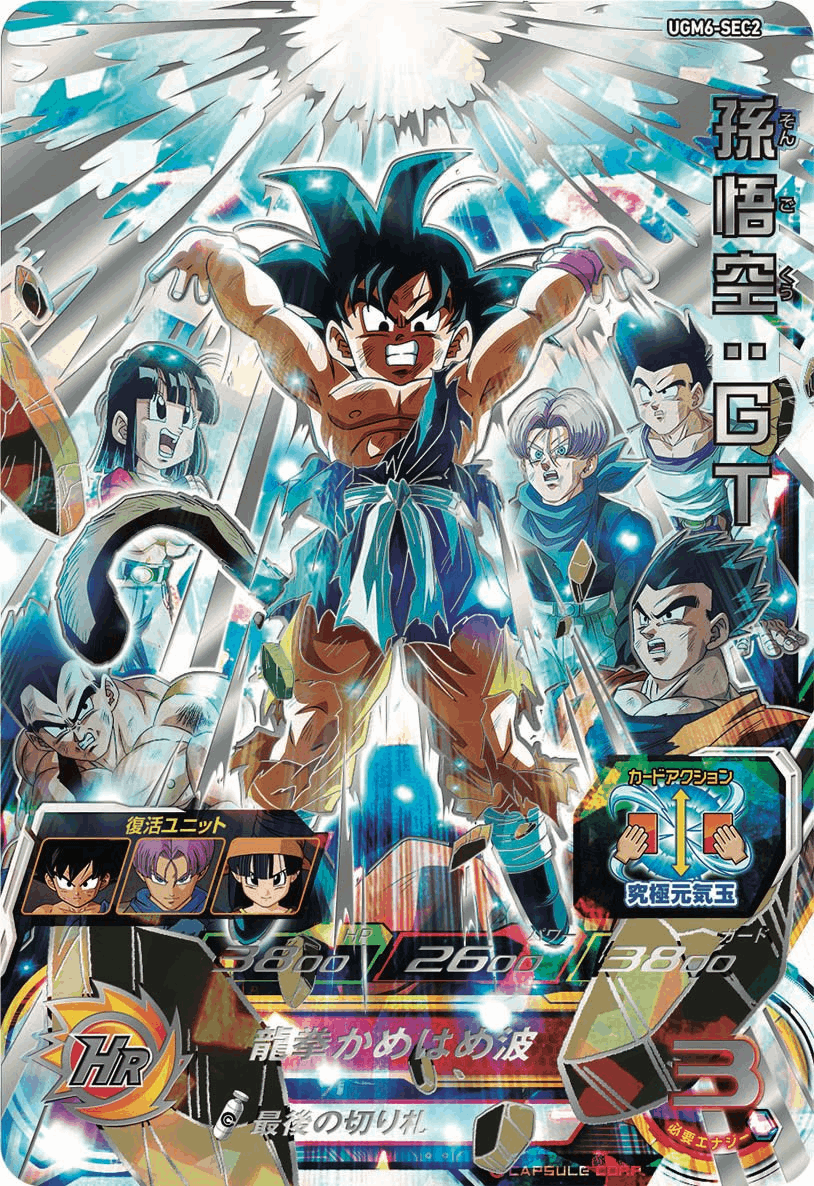 UGM6-SEC2
孫悟空:GT
そんごくう
カードアクション
究極元氣玉
復活ユニット
HP
3800
パワー
2600
ガード
3800
龍拳かめはめ波
HR
3
最後の切り札
必要エナジー
CAPSULE CORP.